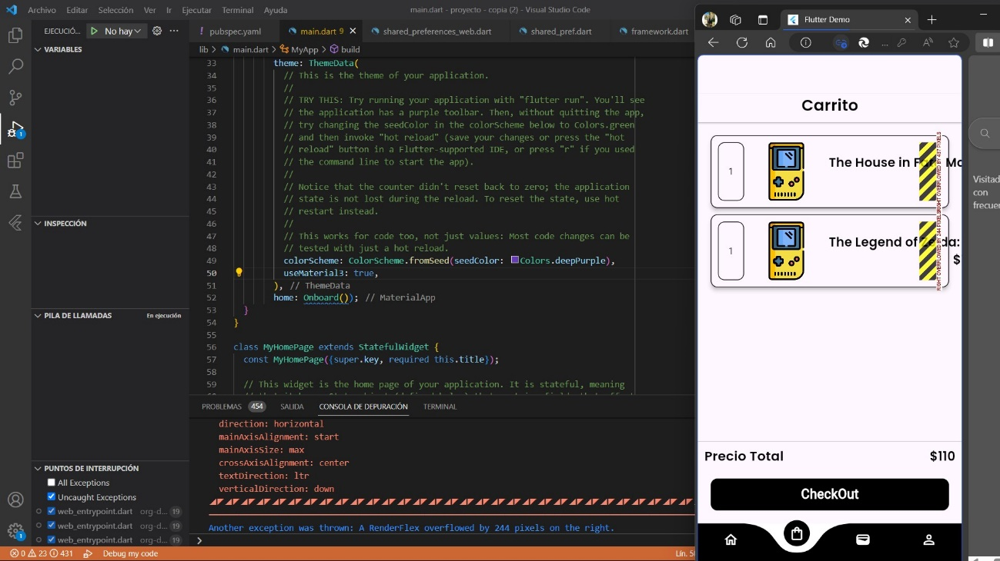 Archivo Editar Selección Ver Ir Ejecutar Terminal Ayuda
main.dart - proyecto - copia (2) - Visual Studio Code
EJECUCIÓ... No hay
VARIABLES
INSPECCIÓN
PILA DE LLAMADAS En ejecución
PUNTOS DE INTERRUPCIÓN
All Exceptions
Uncaught Exceptions
web_entrypoint.dart org-d... 19
web_entrypoint.dart org-d... 19
web_entrypoint.dart org-d... 19
! pubspec.yaml main.dart 9 shared_preferences_web.dart shared_pref.dart framework.dart
lib > main.dart > MyApp > build
33 theme: ThemeData(
34 // This is the theme of your application.
35 //
36 // TRY THIS: Try running your application with "flutter run". You'll see
37 // the application has a purple toolbar. Then, without quitting the app,
38 // try changing the seedColor in the colorScheme below to Colors.green
39 // and then invoke "hot reload" (save your changes or press the "hot
40 // reload" button in a Flutter-supported IDE, or press "r" if you used
41 // the command line to start the app).
42 //
43 // Notice that the counter didn't reset back to zero; the application
44 // state is not lost during the reload. To reset the state, use hot
45 // restart instead.
46 //
47 // This works for code too, not just values: Most code changes can be
48 // tested with just a hot reload.
49 colorScheme: ColorScheme.fromSeed(seedColor: Colors.deepPurple),
50 useMaterial3: true,
51 ), // ThemeData
52 home: Onboard()); // MaterialApp
53 }
54 }
55
56 class MyHomePage extends StatefulWidget {
57 const MyHomePage({super.key, required this.title});
58
59 // This widget is the home page of your application. It is stateful, meaning
PROBLEMAS 454 SALIDA CONSOLA DE DEPURACIÓN TERMINAL
direction: horizontal
mainAxisAlignment: start
mainAxisSize: max
crossAxisAlignment: center
textDirection: ltr
verticalDirection: down
Another exception was thrown: A RenderFlex overflowed by 244 pixels on the right.
>
0 23 431 Debug my code
Lín. 5
Flutter Demo
Carrito
1
The House in Fata Mo
RIGHT OVERFLOWED BY 437 PIXELS
1
The Legend of Zelda:
$
RIGHT OVERFLOWED BY 244 PIXELS
Precio Total $110
CheckOut
Visitad
con
frecuen